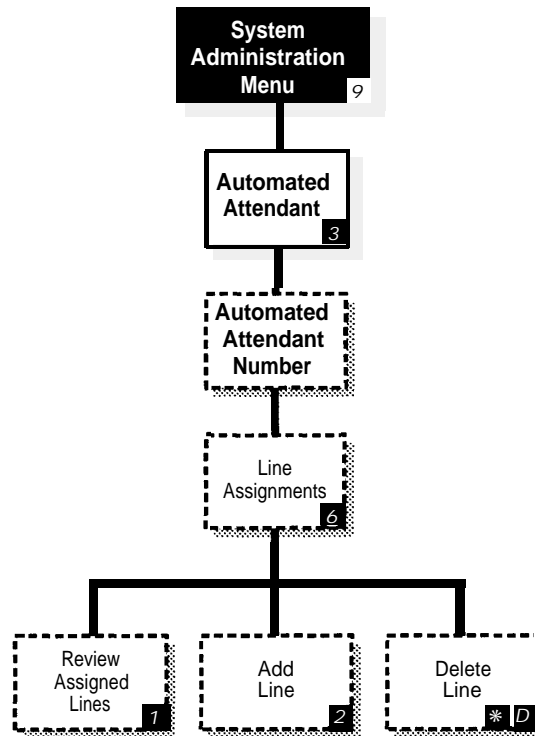 System
Administration
Menu
9
Automated
Attendant
3
Automated
Attendant
Number
Line
Assignments
6
Review
Assigned
Lines
1
Add
Line
2
Delete
Line
* D